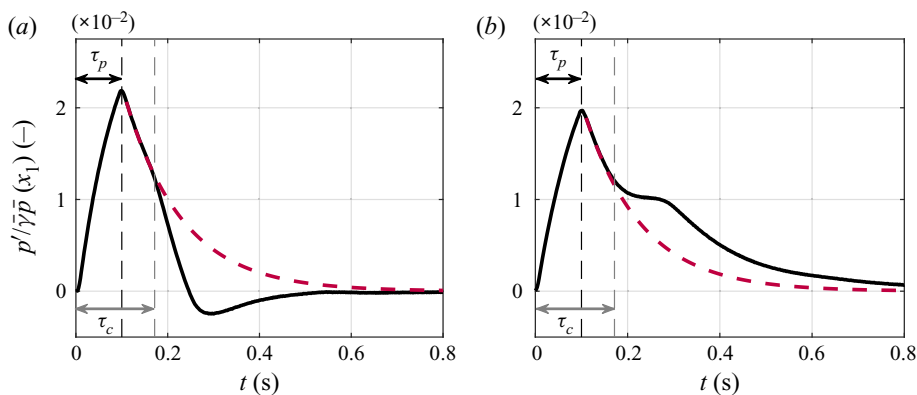 (a) (×10⁻²) (b) (×10⁻²)
τp τp
2 2
p′/γ̄p̄ (x₁) (–)
1 1
0 0
τc τc
0 0.2 0.4 0.6 0.8 0 0.2 0.4 0.6 0.8
t (s) t (s)